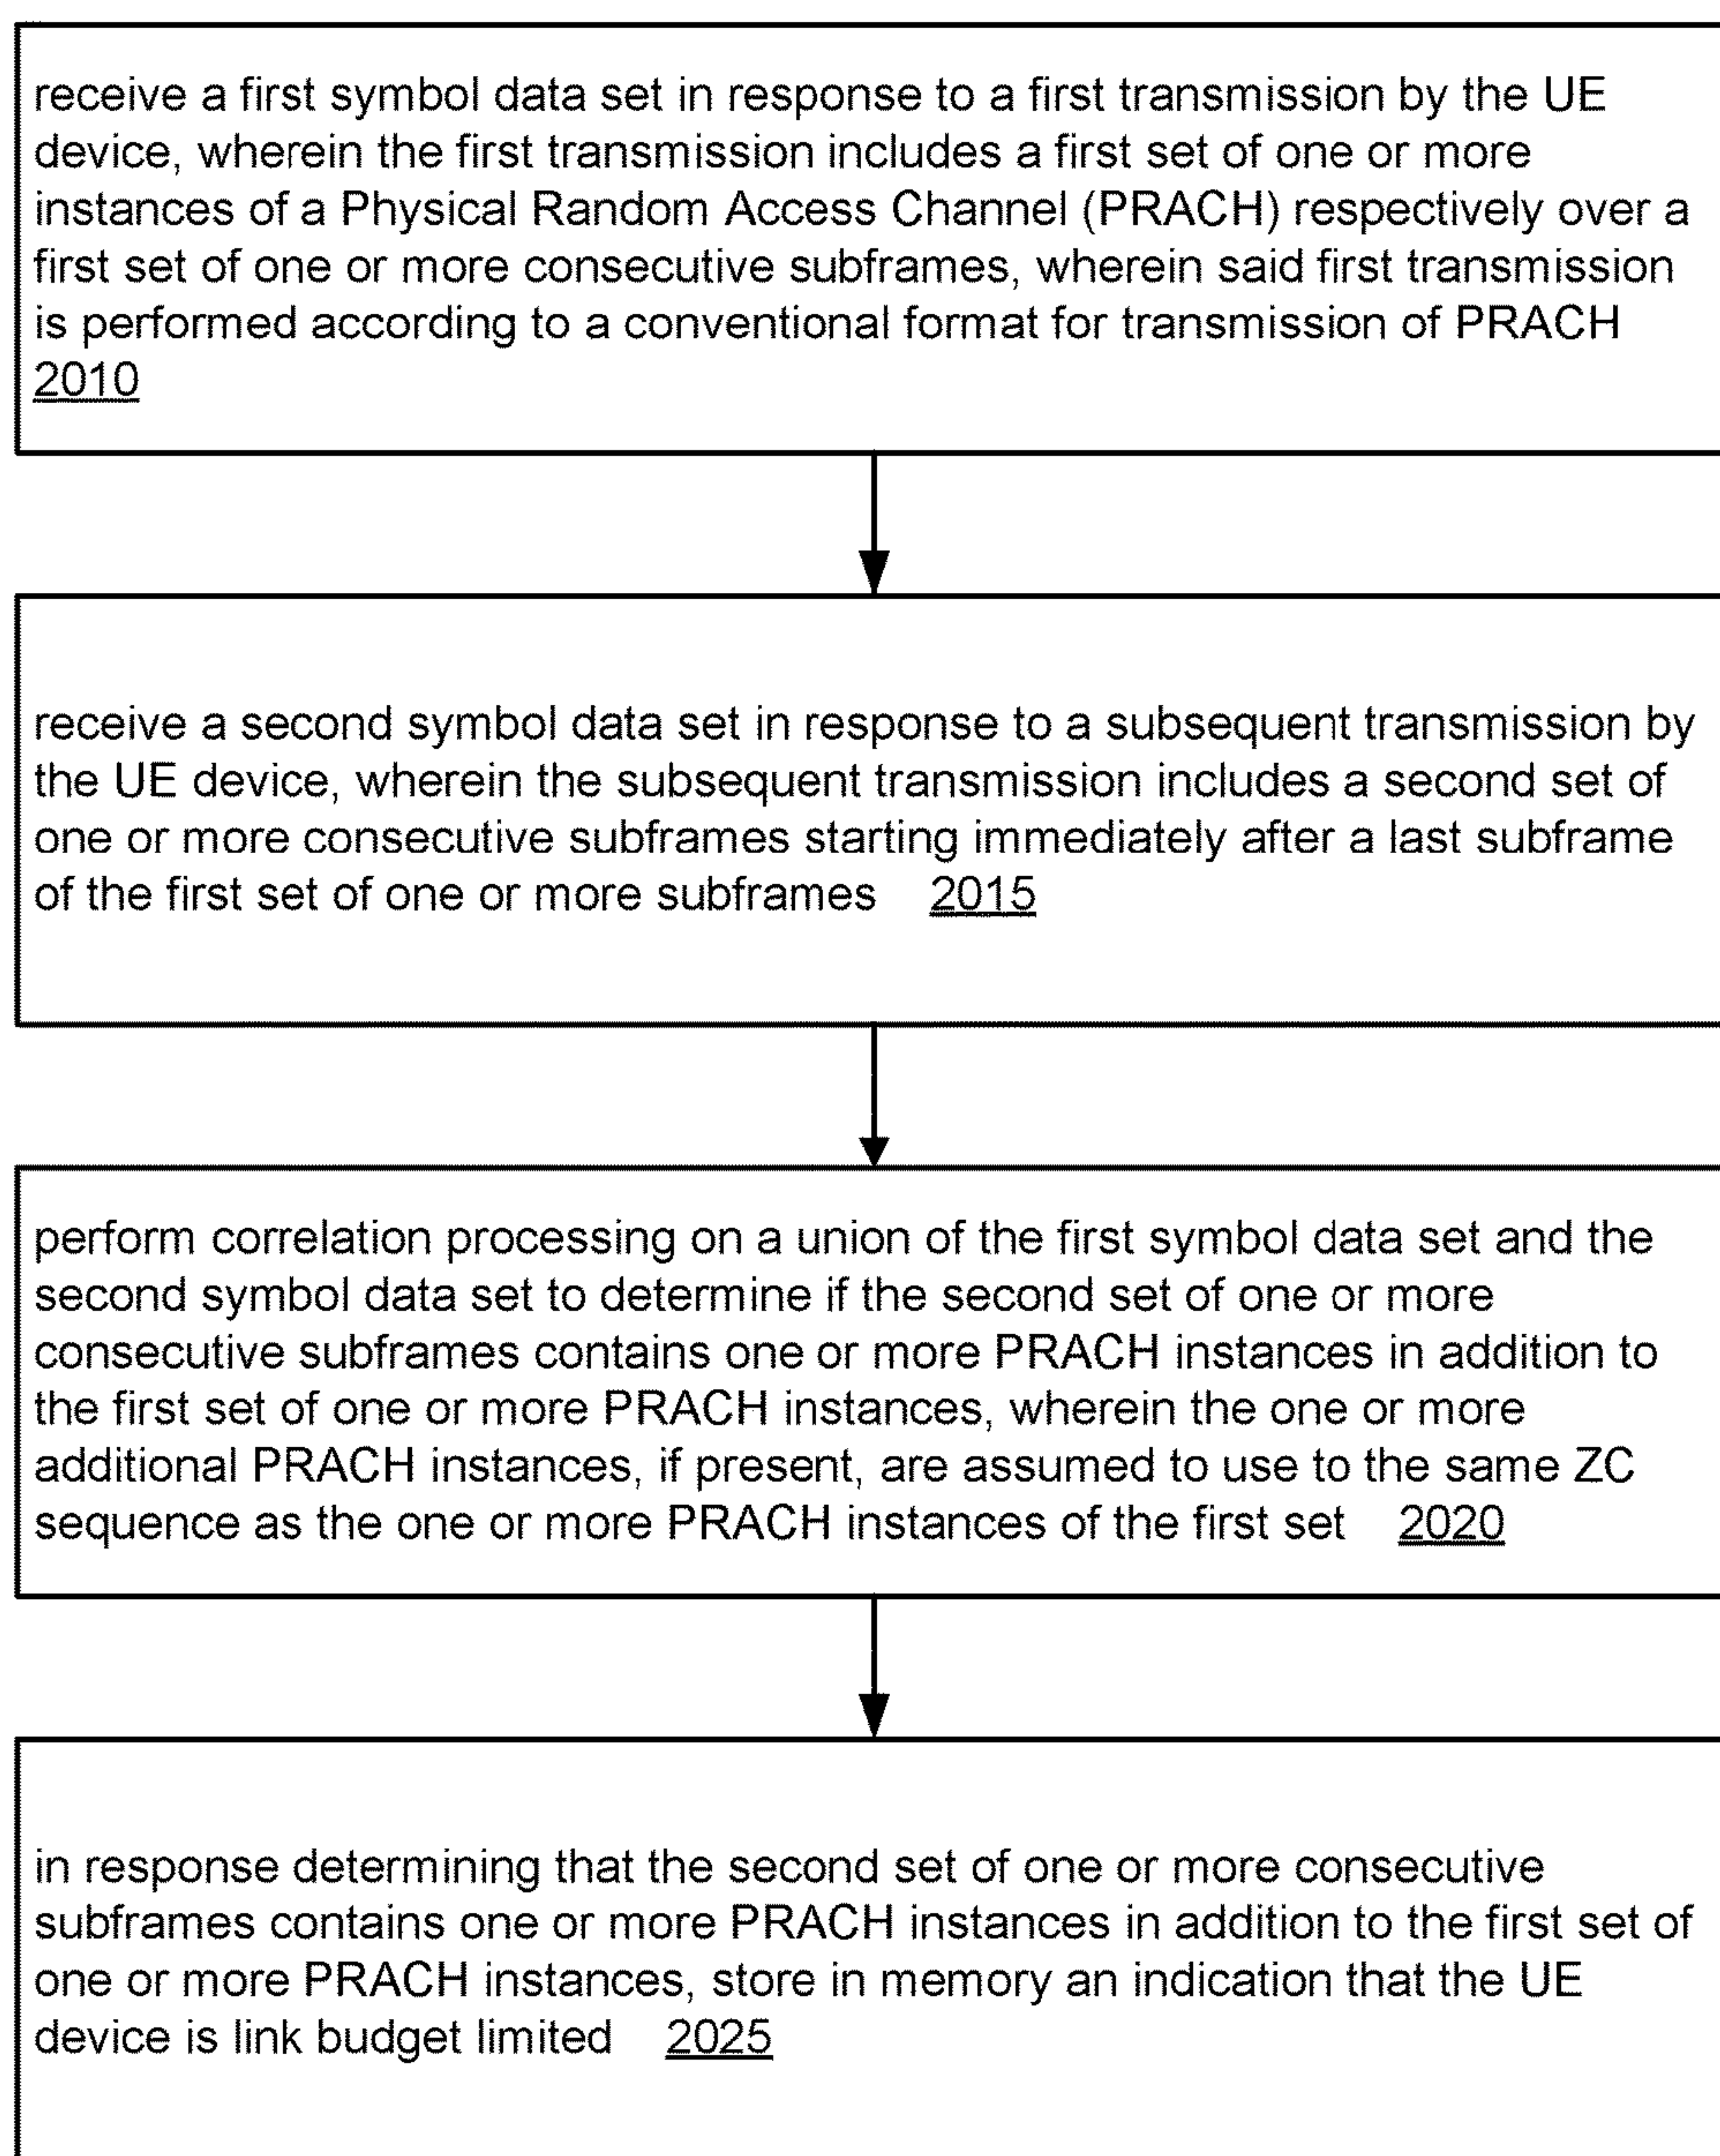 receive a first symbol data set in response to a first transmission by the UE
device, wherein the first transmission includes a first set of one or more
instances of a Physical Random Access Channel (PRACH) respectively over a
first set of one or more consecutive subframes, wherein said first transmission
is performed according to a conventional format for transmission of PRACH
2010
receive a second symbol data set in response to a subsequent transmission by
the UE device, wherein the subsequent transmission includes a second set of
one or more consecutive subframes starting immediately after a last subframe
of the first set of one or more subframes 2015
perform correlation processing on a union of the first symbol data set and the
second symbol data set to determine if the second set of one or more
consecutive subframes contains one or more PRACH instances in addition to
the first set of one or more PRACH instances, wherein the one or more
additional PRACH instances, if present, are assumed to use to the same ZC
sequence as the one or more PRACH instances of the first set 2020
in response determining that the second set of one or more consecutive
subframes contains one or more PRACH instances in addition to the first set of
one or more PRACH instances, store in memory an indication that the UE
device is link budget limited 2025